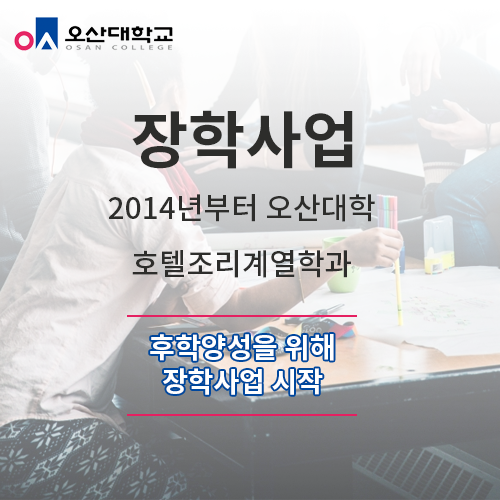 오산대학교
OSAN COLLEGE
장학사업
2014년부터 오산대학
호텔조리계열학과
후학양성을 위해
장학사업 시작